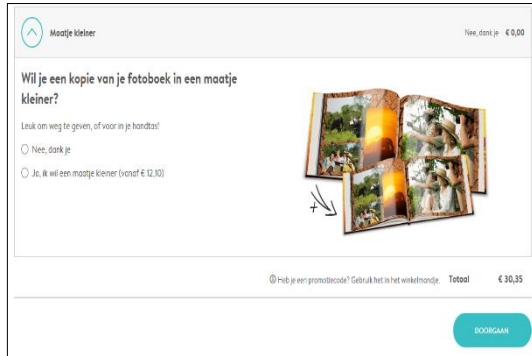 Maatje kleiner
Nee, dank je € 0,00
Wil je een kopie van je fotoboek in een maatje
kleiner?
Leuk om weg te geven, of voor in je handtas!
Nee, dank je
Ja, ik wil een maatje kleiner (vanaf € 12,10)
Heb je een promotiecode? Gebruik het in het winkelmandje. Totaal € 30,35
DOORGAAN